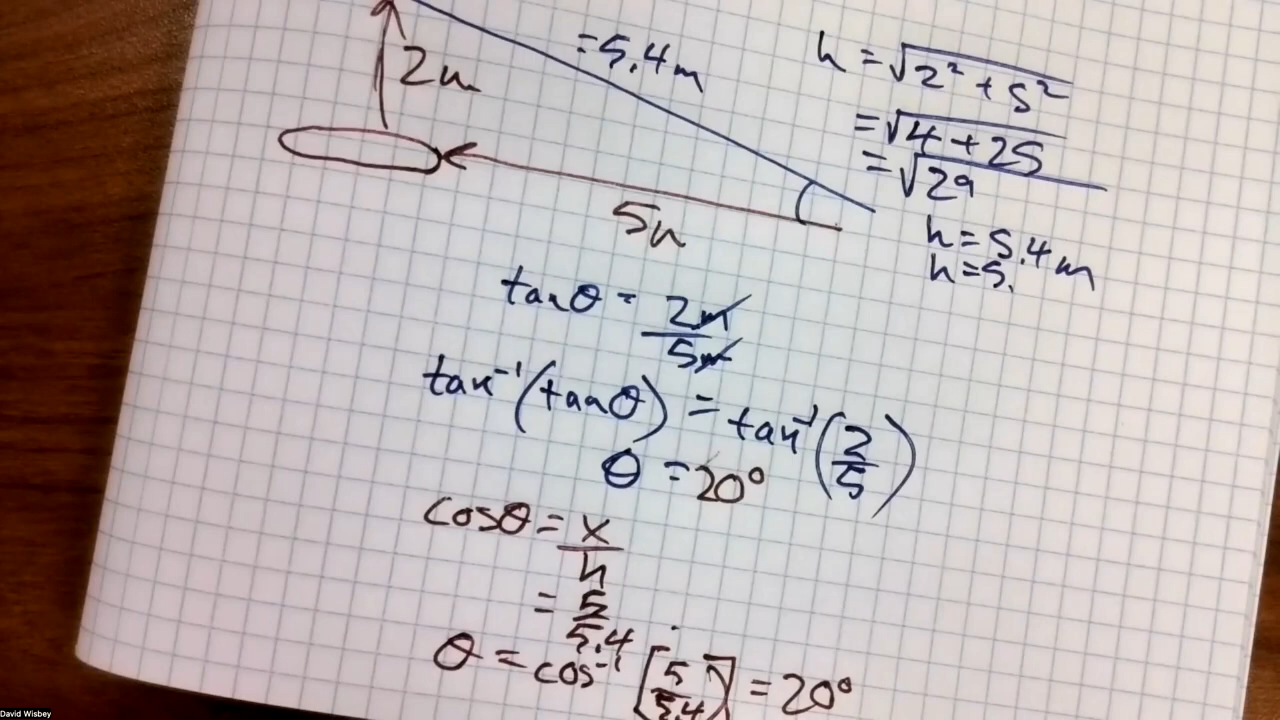 2m
= 5.4m
5m
h = √2² + 5²
= √4 + 25
= √29
h = 5.4m
h = 5.
tanθ = 2m/5m
tan⁻¹(tanθ) = tan⁻¹(2/5)
θ = 20°
cosθ = x/h
= 5/5.4
θ = cos⁻¹[5/5.4] = 20°
David Wisbey